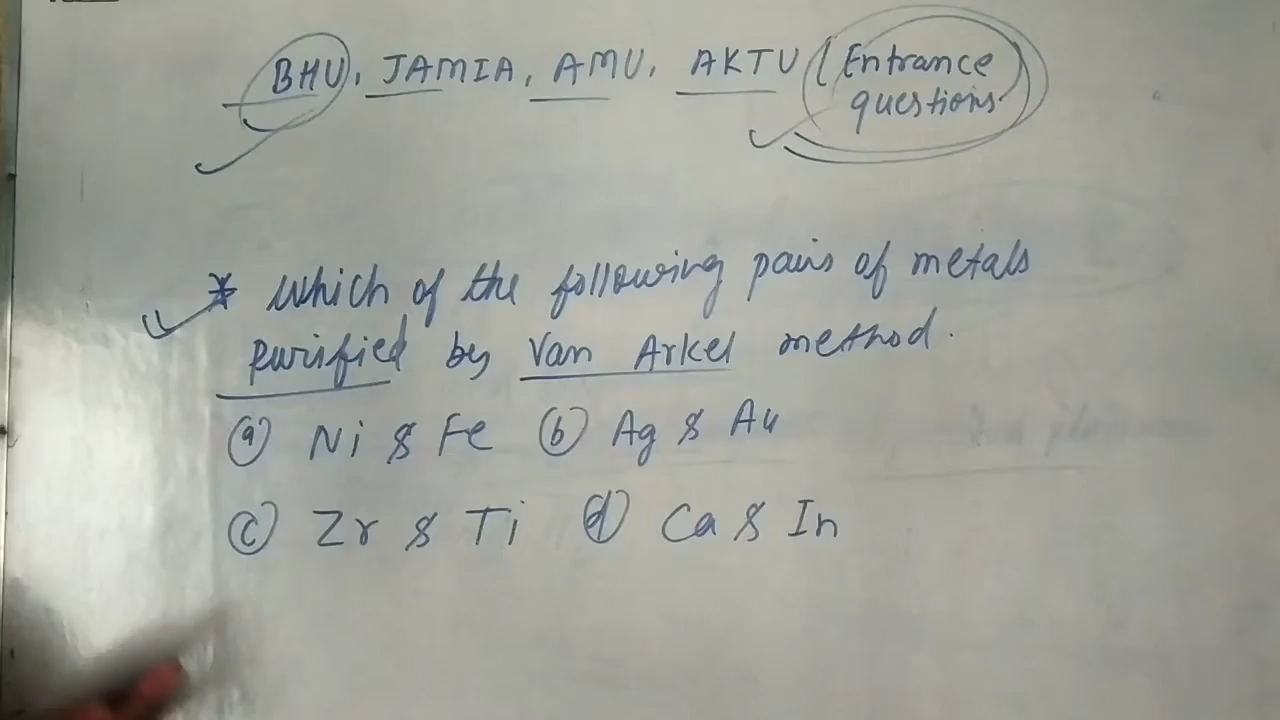 BHU, JAMIA, AMU, AKTU (Entrance
questions.
* Which of the following pairs of metals
purified by Van Arkel method.
(a) Ni & Fe (b) Ag & Au
(c) Zr & Ti (d) Ca & In